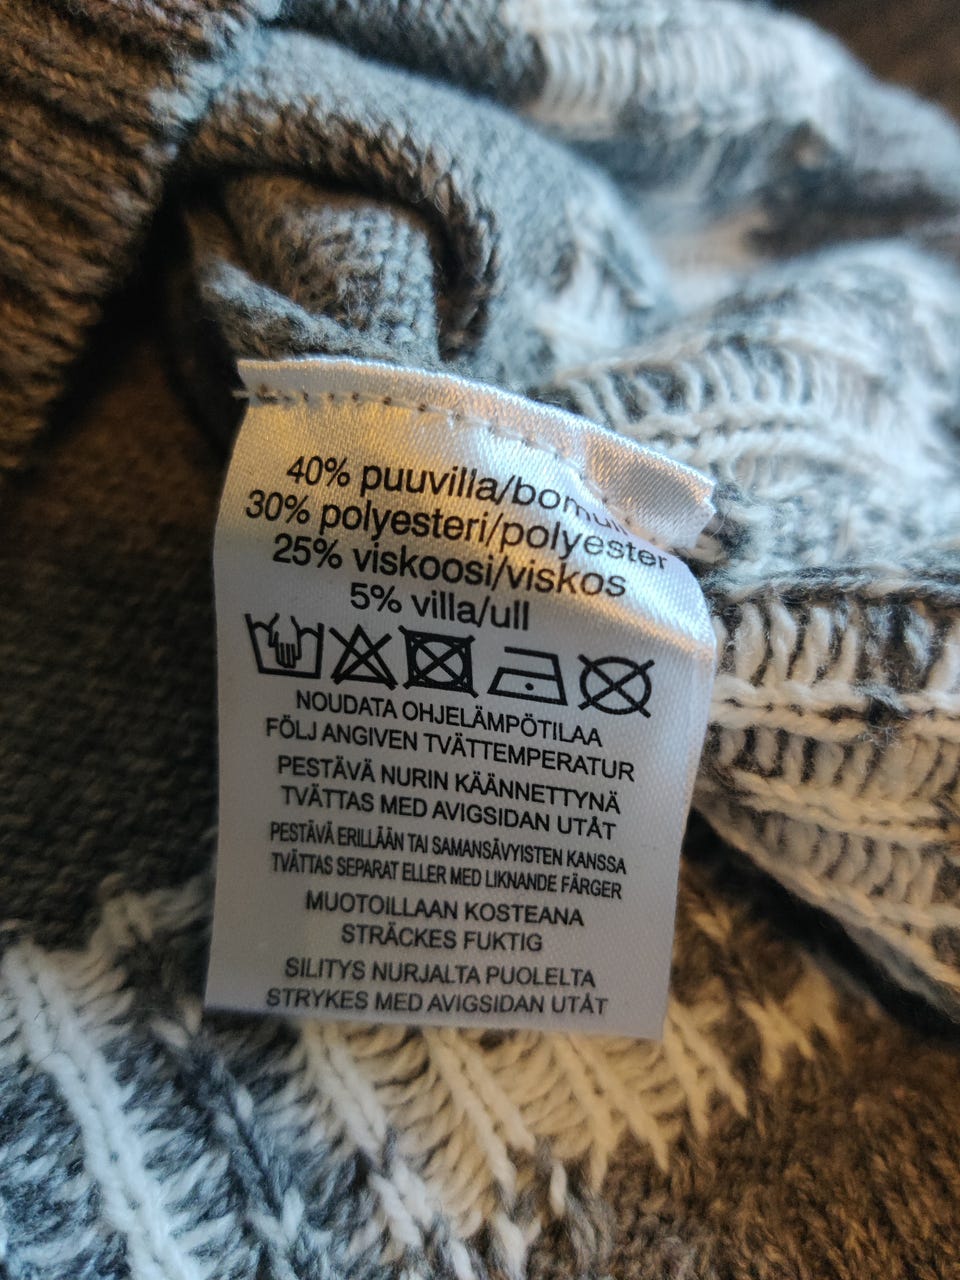 40% puuvilla/bomull
30% polyesteri/polyester
25% viskoosi/viskos
5% villa/ull
NOUDATA OHJELÄMPÖTILAA
FÖLJ ANGIVEN TVÄTTEMPERATUR
PESTÄVÄ NURIN KÄÄNNETTYNÄ
TVÄTTAS MED AVIGSIDAN UTÅT
PESTÄVÄ ERILLÄÄN TAI SAMANSÄVYISTEN KANSSA
TVÄTTAS SEPARAT ELLER MED LIKNANDE FÄRGER
MUOTOILLAAN KOSTEANA
STRÄCKES FUKTIG
SILITYS NURJALTA PUOLELTA
STRYKES MED AVIGSIDAN UTÅT